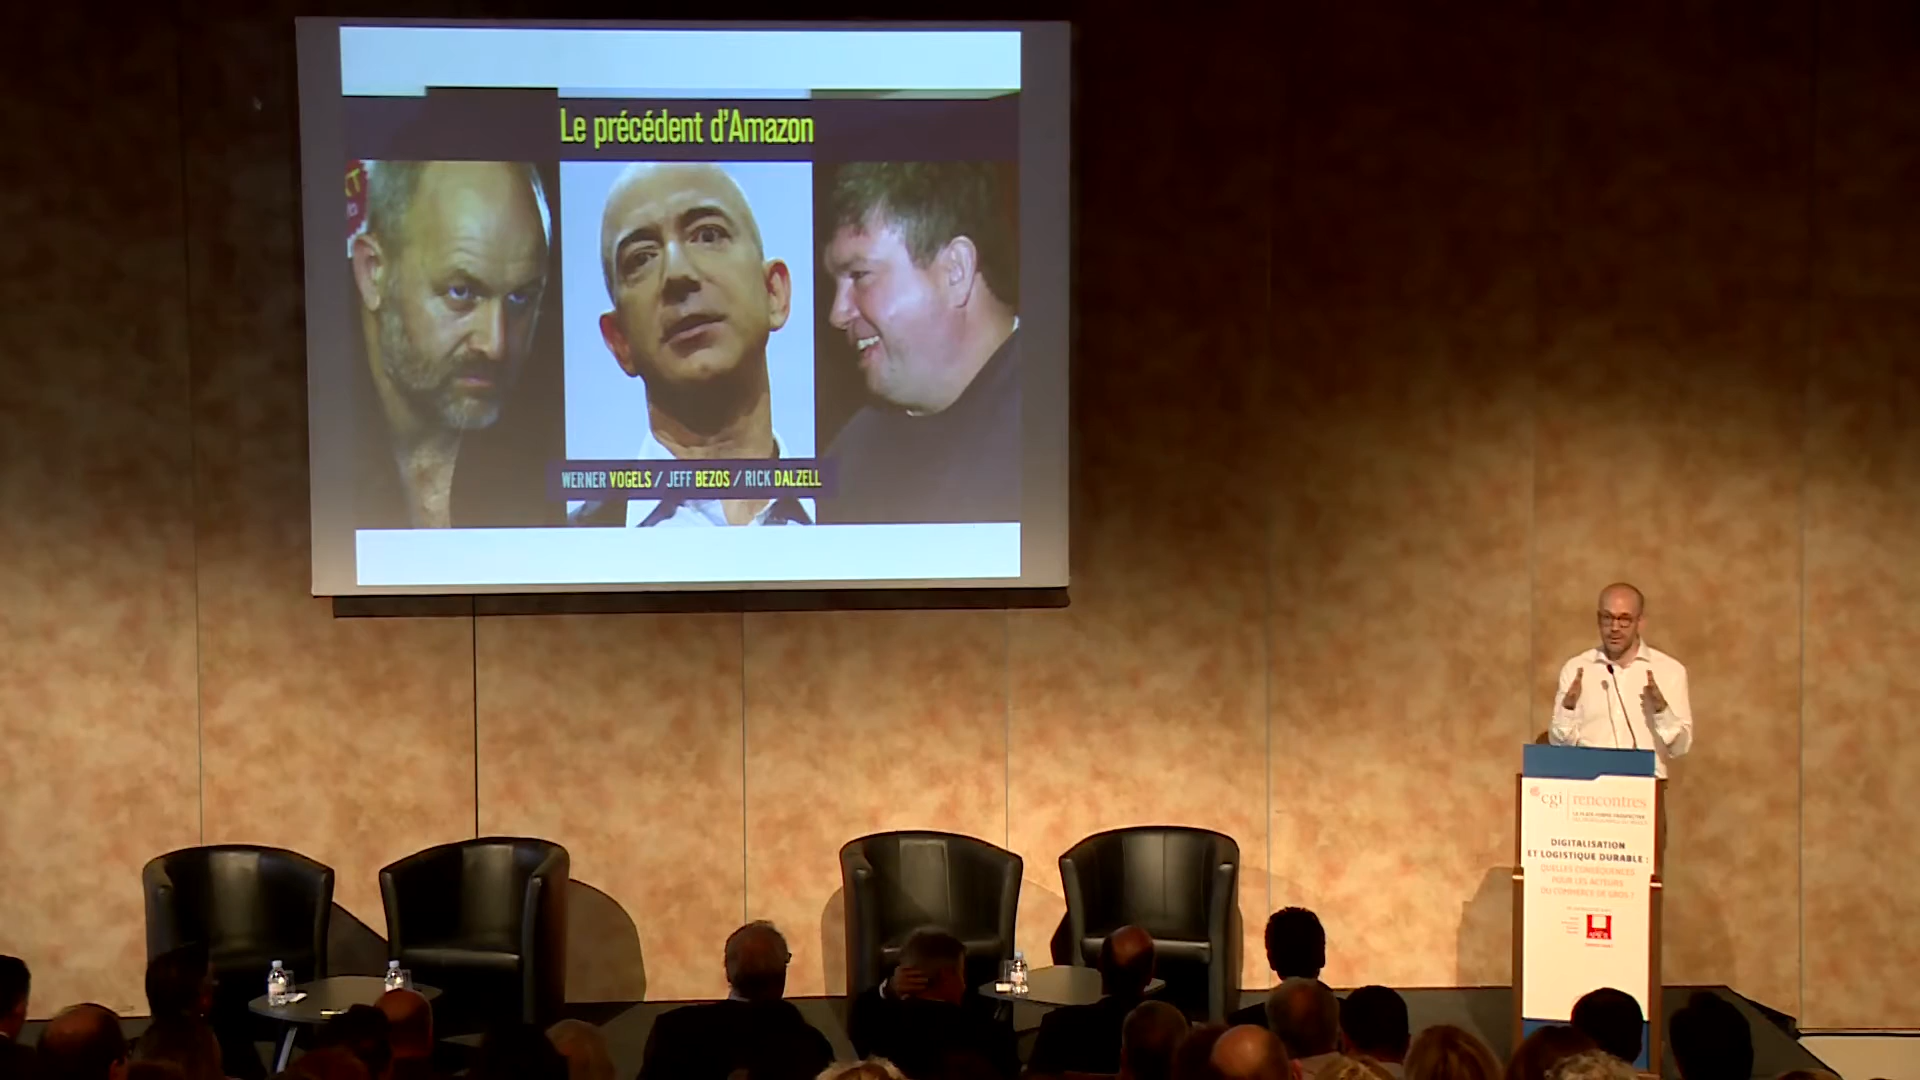 Le précédent d'Amazon
WERNER VOGELS / JEFF BEZOS / RICK DALZELL
cgi rencontres
DIGITALISATION
ET LOGISTIQUE DURABLE :
QUELLES CONSÉQUENCES
POUR LES ACTEURS
DU COMMERCE DE GROS ?